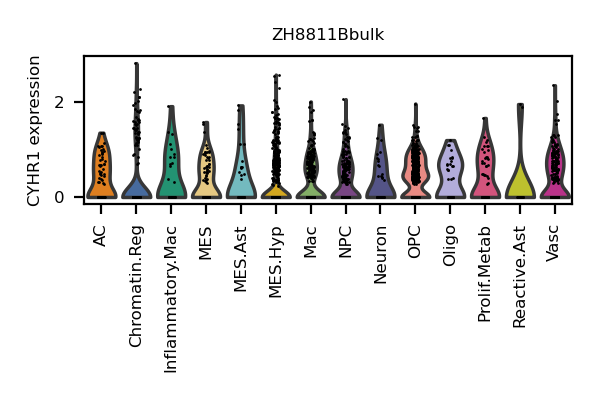 ZH8811Bbulk
CYHR1 expression
2
0
AC
Chromatin.Reg
Inflammatory.Mac
MES
MES.Ast
MES.Hyp
Mac
NPC
Neuron
OPC
Oligo
Prolif.Metab
Reactive.Ast
Vasc